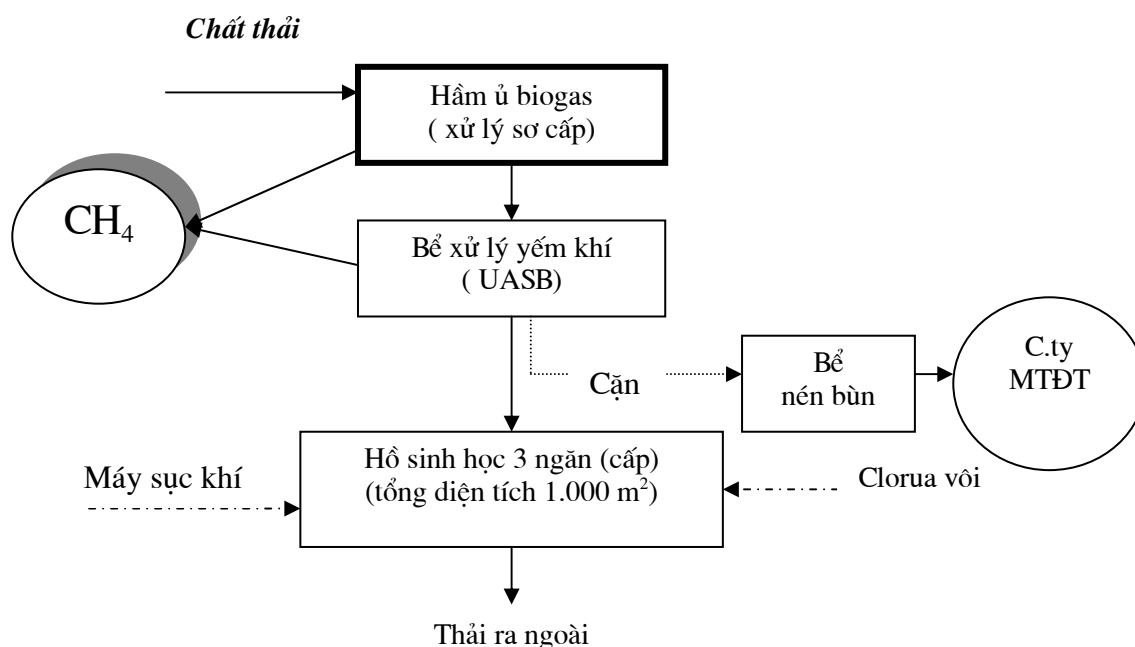 Chất thải
Hầm ủ biogas
( xử lý sơ cấp)
CH₄
Bể xử lý yếm khí
( UASB)
Cặn
Bể
nén bùn
C.ty
MTĐT
Hồ sinh học 3 ngăn (cấp)
(tổng diện tích 1.000 m²)
Máy sục khí
Clorua vôi
Thải ra ngoài